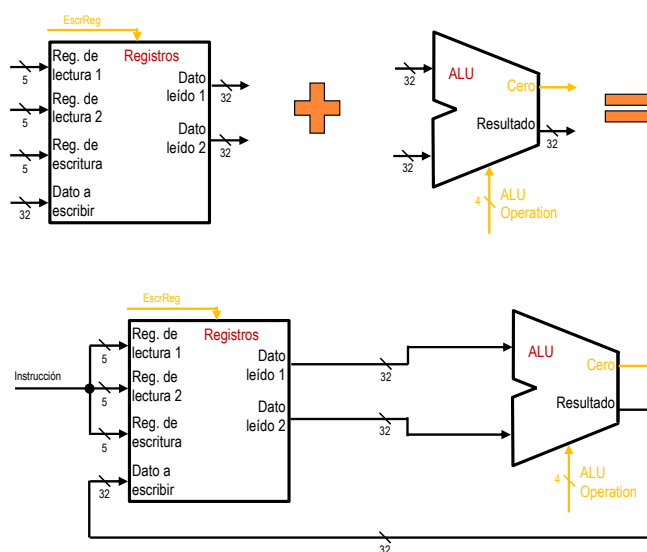 EscrReg
Reg. de
lectura 1
Registros
5
Dato
leído 1
32
Reg. de
lectura 2
5
Dato
leído 2
32
Reg. de
escritura
5
Dato a
escribir
32
32
ALU
Cero
Resultado
32
32
4
ALU
Operation
EscrReg
Instrucción
Reg. de
lectura 1
Registros
5
Dato
leído 1
32
Reg. de
lectura 2
5
Dato
leído 2
32
Reg. de
escritura
5
Dato a
escribir
32
ALU
Cero
Resultado
4
ALU
Operation
32